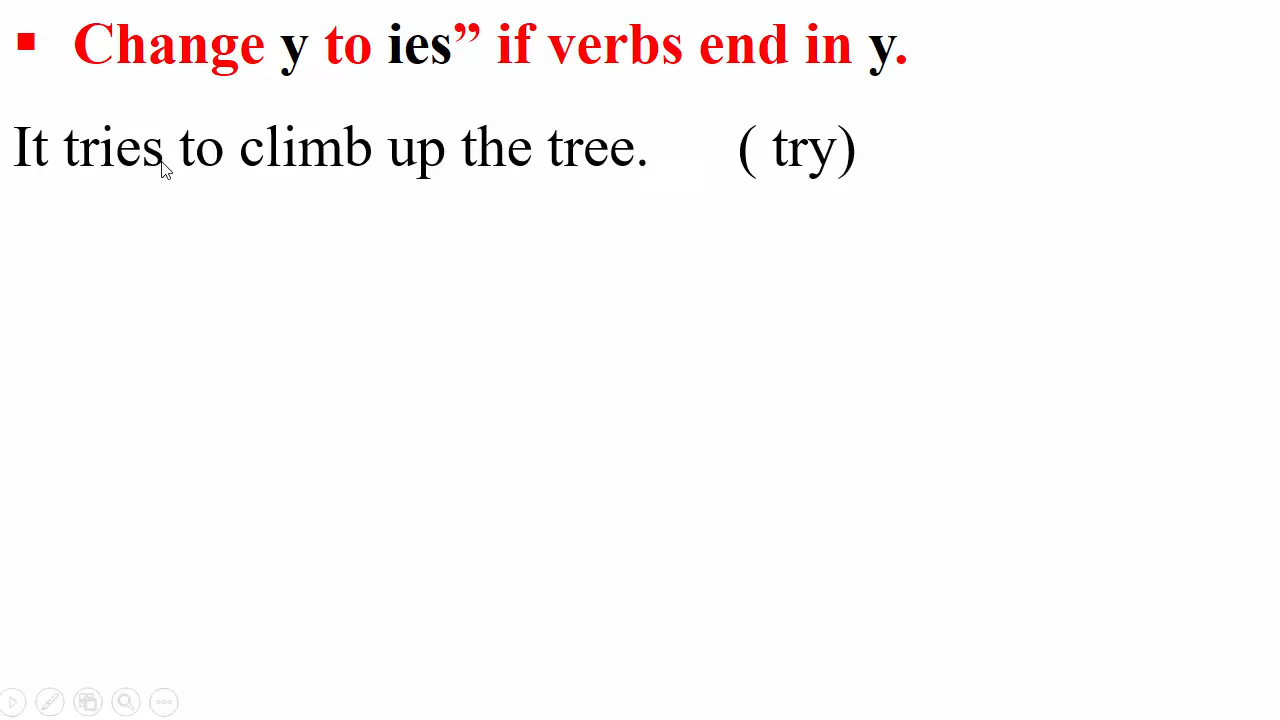 ▪ Change y to ies” if verbs end in y.
It tries to climb up the tree. ( try)